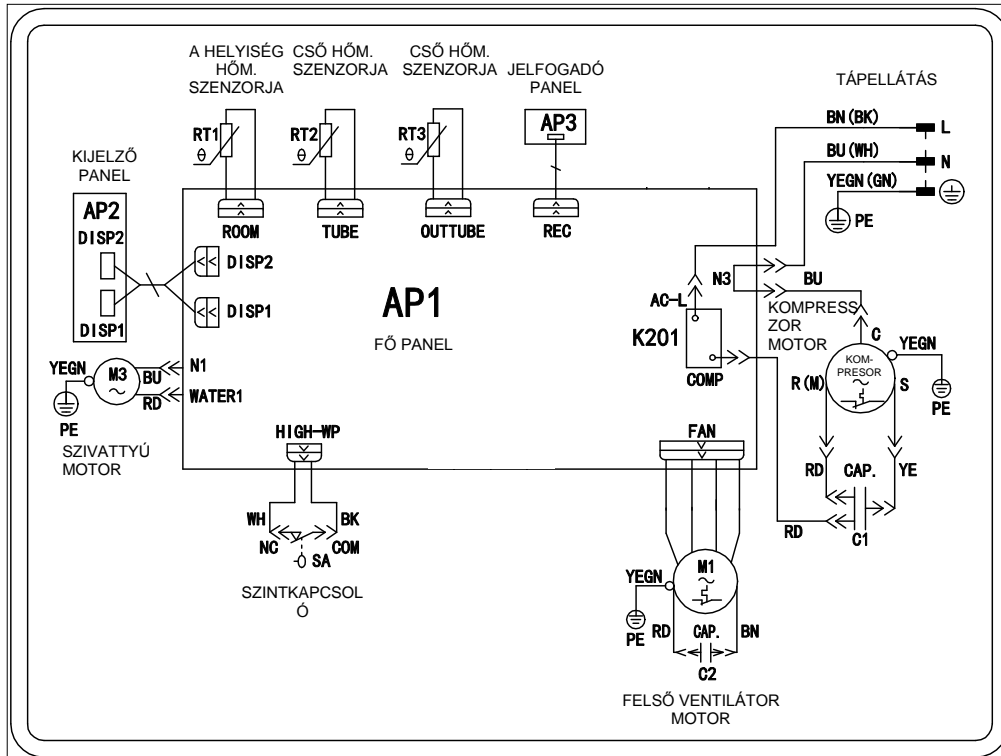 A HELYISÉG
HŐM.
SZENZORJA
CSŐ HŐM.
SZENZORJA
CSŐ HŐM.
SZENZORJA
JELFOGADÓ
PANEL
TÁPELLÁTÁS
RT1
θ
RT2
θ
RT3
θ
AP3
BN(BK)
L
BU(WH)
N
YEGN(GN)
PE
KIJELZŐ
PANEL
AP2
DISP2
DISP1
ROOM
TUBE
OUTTUBE
REC
DISP2
DISP1
AP1
FŐ PANEL
N3
BU
AC-L
K201
COMP
KOMPRESS
ZOR
MOTOR
C
YEGN
KOM-
PRESOR
R(M)
S
PE
YEGN
M3
BU
N1
RD
WATER1
PE
SZIVATTYÚ
MOTOR
HIGH-WP
FAN
RD
CAP.
YE
RD
C1
WH
BK
NC
COM
SA
SZINTKAPCSOL
Ó
M1
YEGN
PE
RD
CAP.
BN
C2
FELSŐ VENTILÁTOR
MOTOR